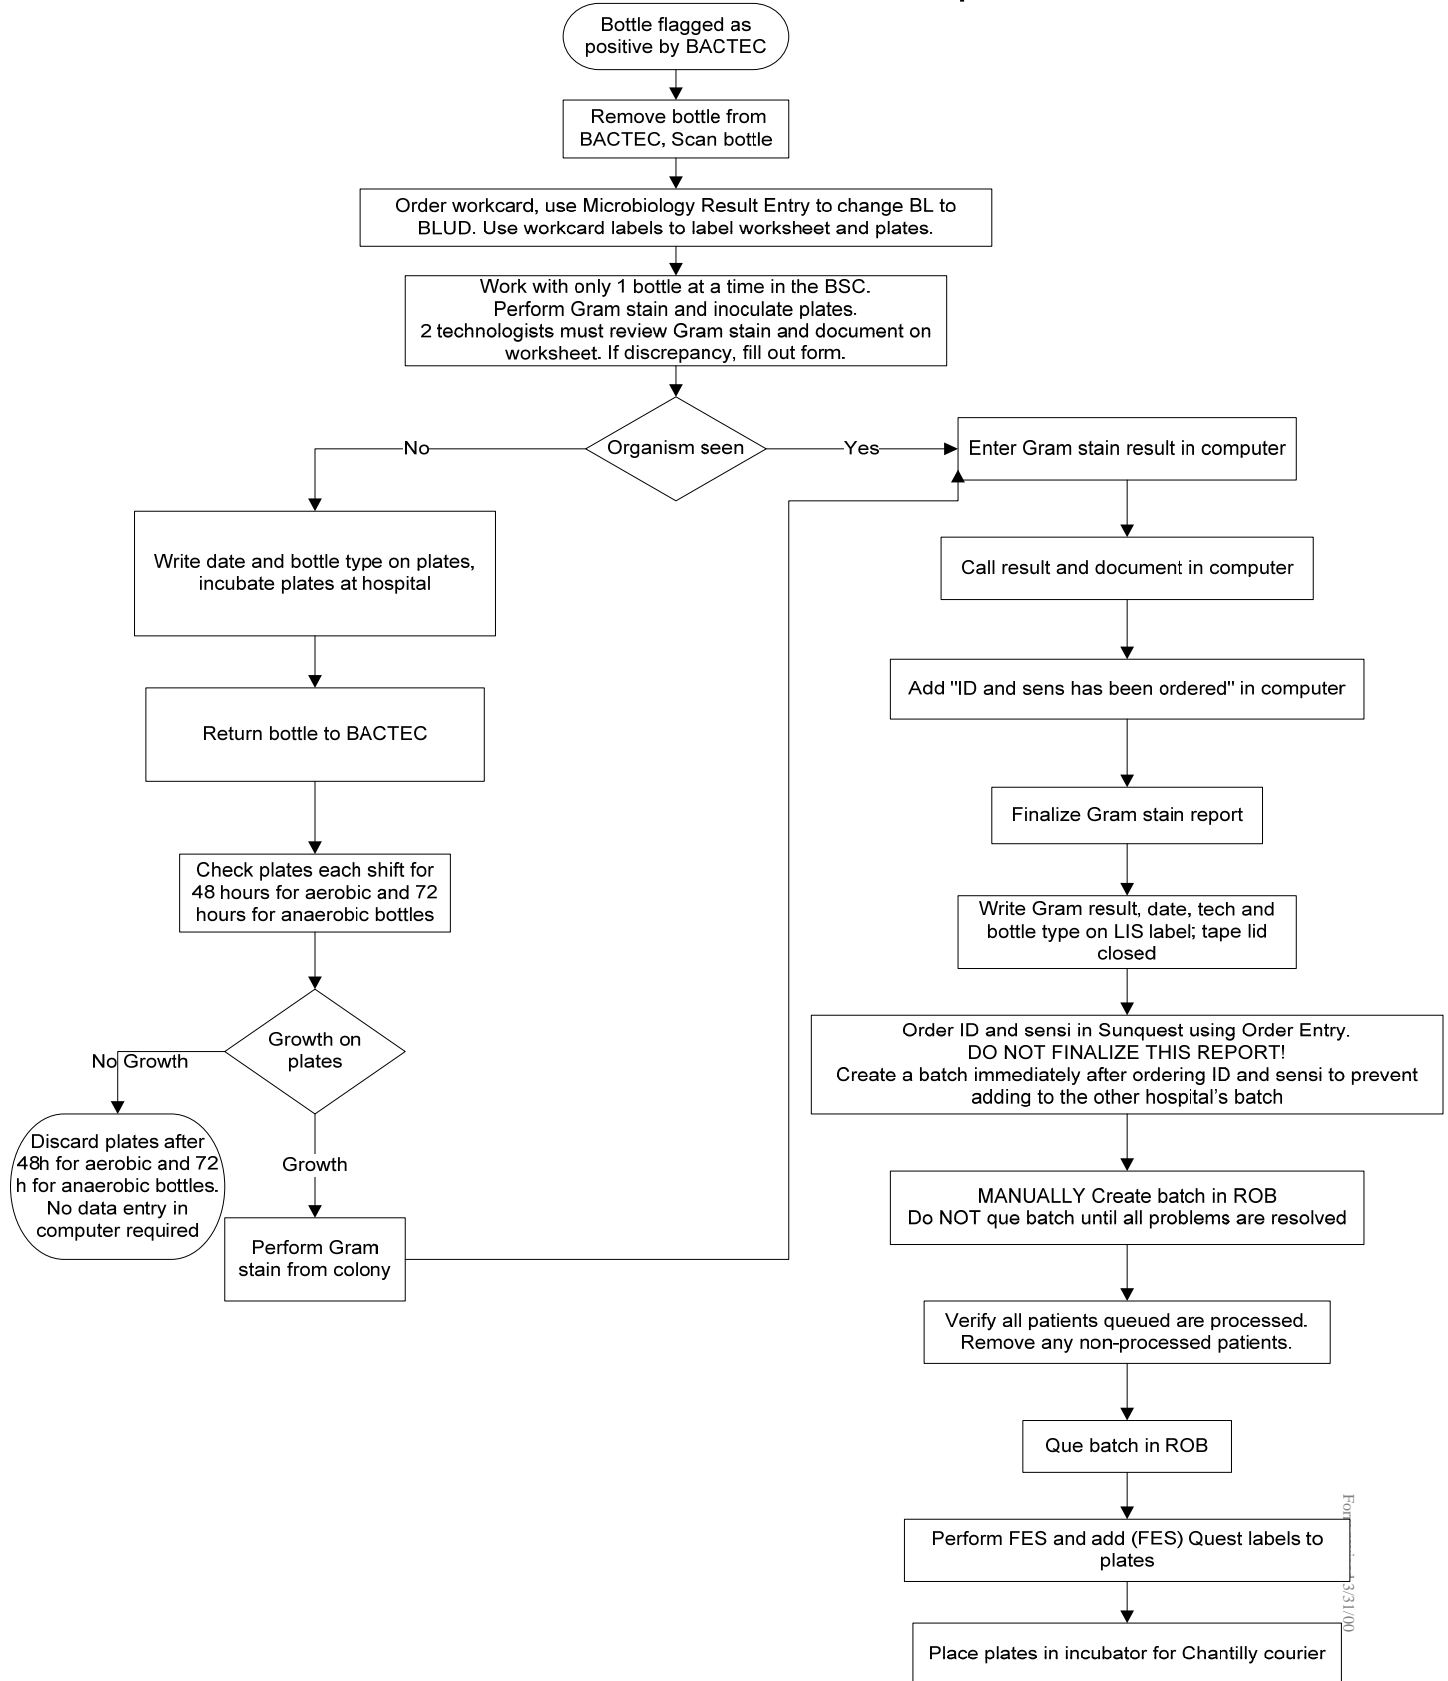 Bottle flagged as
positive by BACTEC
Remove bottle from
BACTEC, Scan bottle
Order workcard, use Microbiology Result Entry to change BL to
BLUD. Use workcard labels to label worksheet and plates.
Work with only 1 bottle at a time in the BSC.
Perform Gram stain and inoculate plates.
2 technologists must review Gram stain and document on
worksheet. If discrepancy, fill out form.
Organism seen
No
Yes
Write date and bottle type on plates,
incubate plates at hospital
Return bottle to BACTEC
Check plates each shift for
48 hours for aerobic and 72
hours for anaerobic bottles
Growth on
plates
No Growth
Discard plates after
48h for aerobic and 72
h for anaerobic bottles.
No data entry in
computer required
Growth
Perform Gram
stain from colony
Enter Gram stain result in computer
Call result and document in computer
Add "ID and sens has been ordered" in computer
Finalize Gram stain report
Write Gram result, date, tech and
bottle type on LIS label; tape lid
closed
Order ID and sensi in Sunquest using Order Entry.
DO NOT FINALIZE THIS REPORT!
Create a batch immediately after ordering ID and sensi to prevent
adding to the other hospital's batch
MANUALLY Create batch in ROB
Do NOT que batch until all problems are resolved
Verify all patients queued are processed.
Remove any non-processed patients.
Que batch in ROB
Perform FES and add (FES) Quest labels to
plates
Place plates in incubator for Chantilly courier
3/31/00